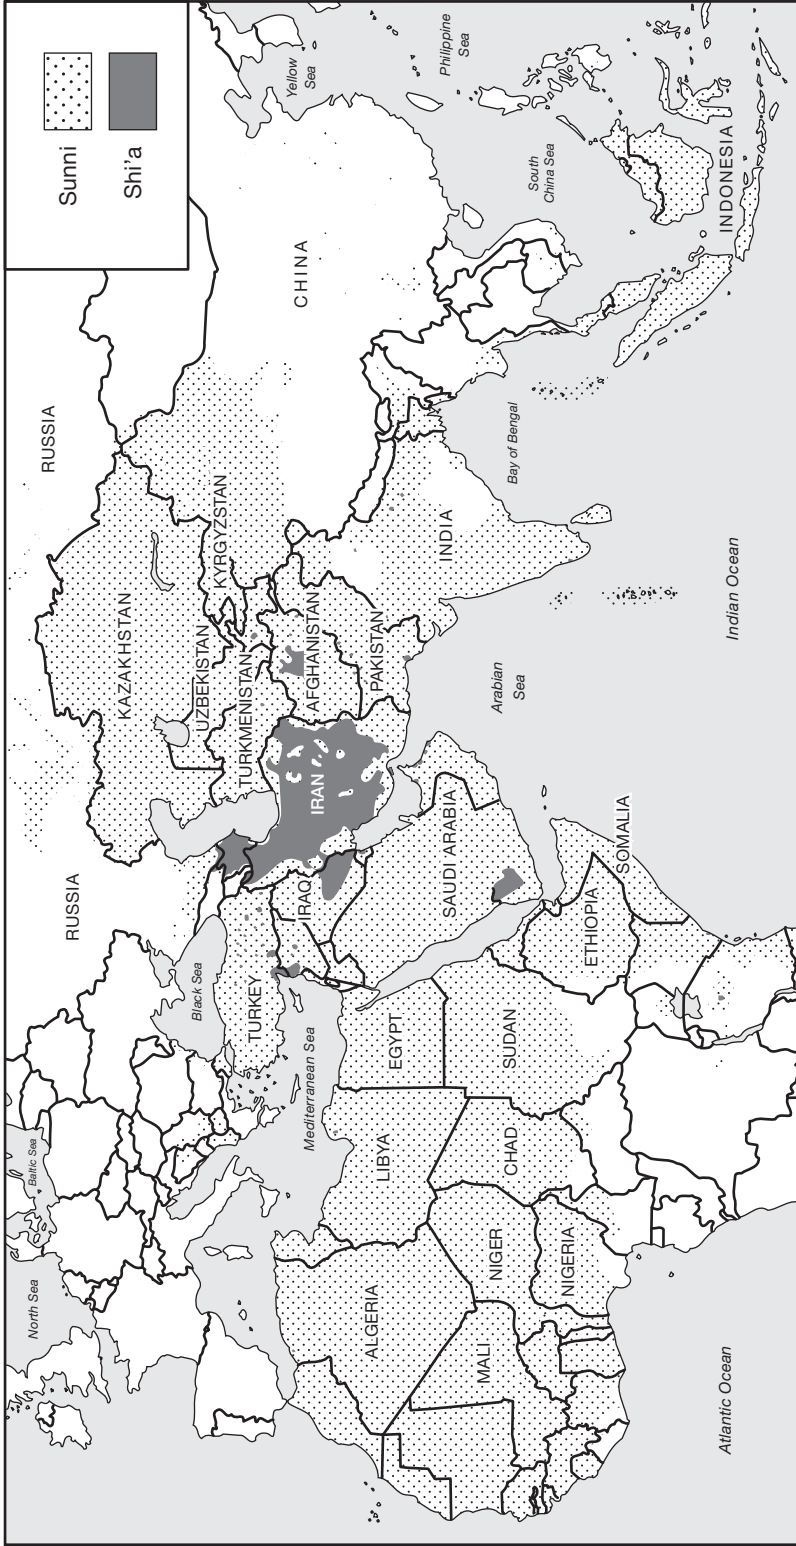 Sunni
Shi'a
RUSSIA
RUSSIA
KAZAKHSTAN
UZBEKISTAN
KYRGYZSTAN
TURKMENISTAN
CHINA
Yellow
Sea
Philippine
Sea
South
China Sea
INDONESIA
North Sea
Baltic Sea
Black Sea
Mediterranean Sea
TURKEY
IRAQ
IRAN
AFGHANISTAN
PAKISTAN
INDIA
Bay of Bengal
Arabian
Sea
Indian Ocean
SAUDI ARABIA
ALGERIA
LIBYA
EGYPT
MALI
NIGER
CHAD
SUDAN
NIGERIA
ETHIOPIA
SOMALIA
Atlantic Ocean